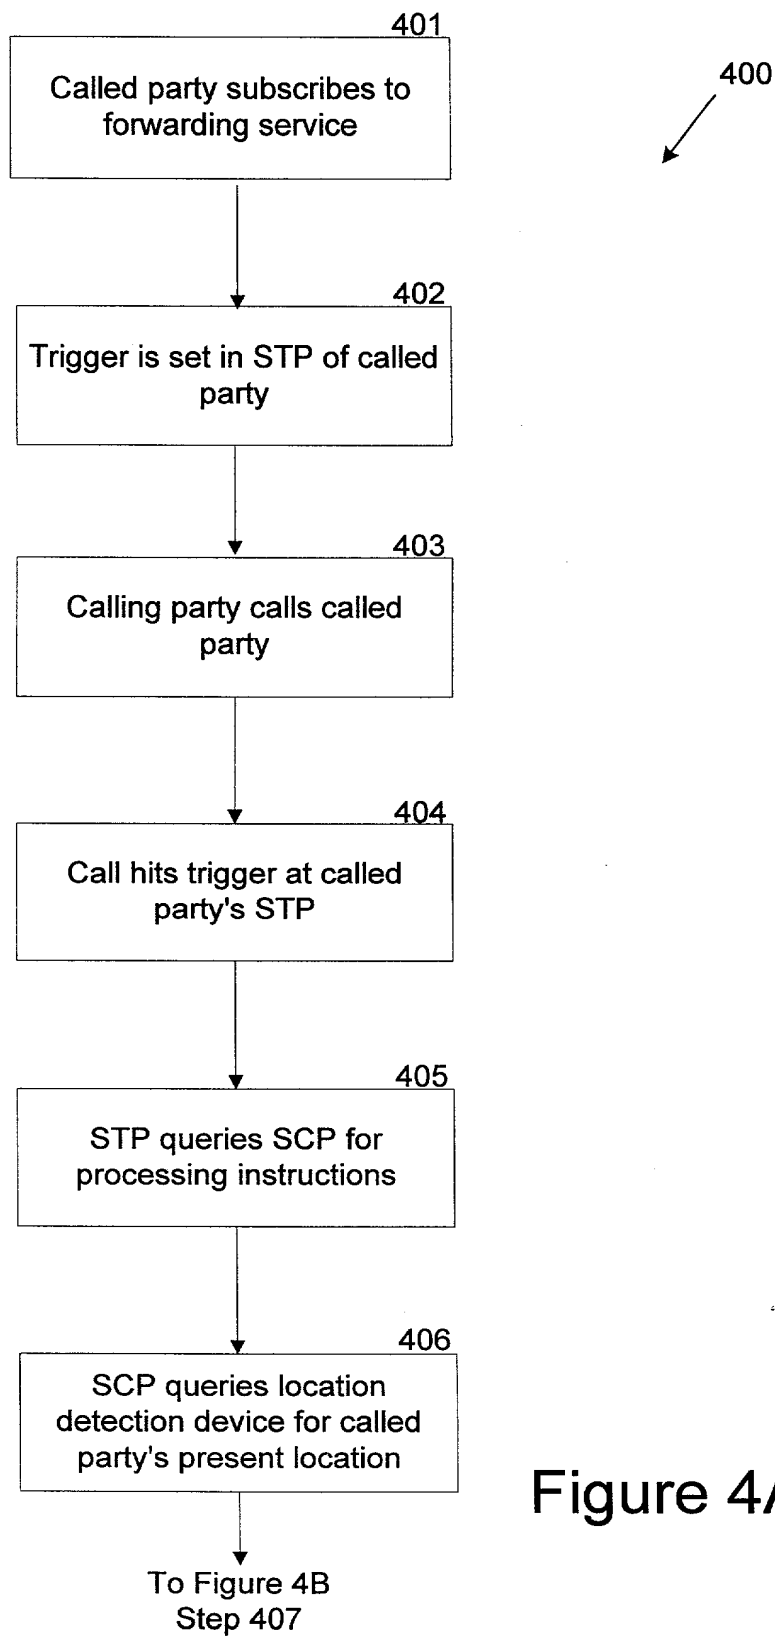 401
Called party subscribes to
forwarding service
400
402
Trigger is set in STP of called
party
403
Calling party calls called
party
404
Call hits trigger at called
party's STP
405
STP queries SCP for
processing instructions
406
SCP queries location
detection device for called
party's present location
Figure 4A
To Figure 4B
Step 407